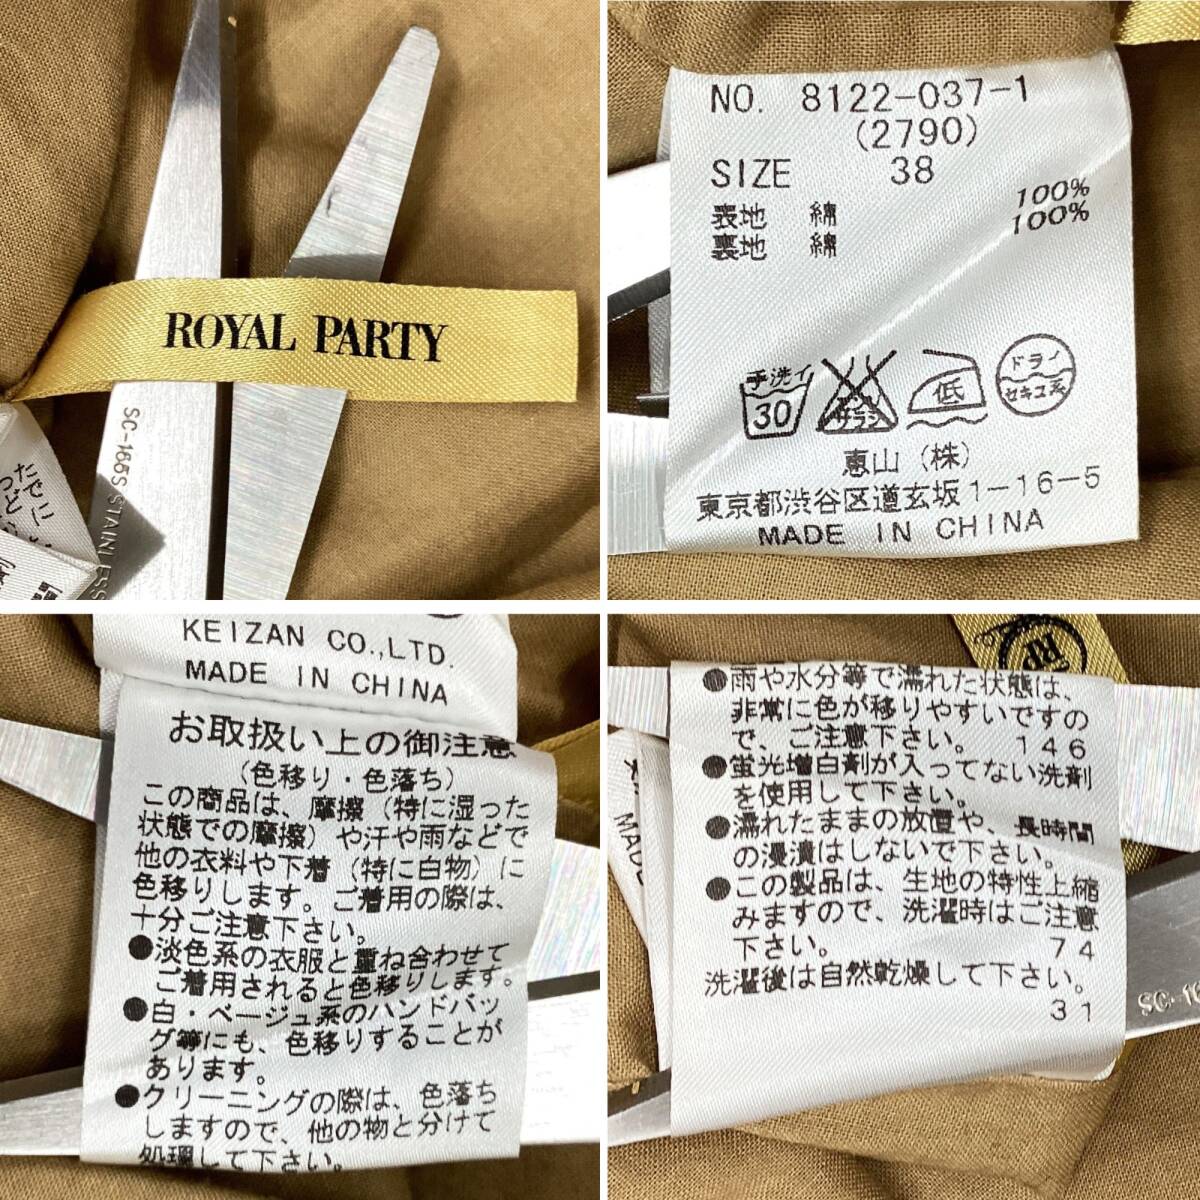 ROYAL PARTY
SC-165S STAINLESS
NO. 8122-037-1
(2790)
SIZE 38
表地 綿 100%
裏地 綿 100%
手洗イ
30
サラシ
低
ドライ
セキユ系
恵山(株)
東京都渋谷区道玄坂1-16-5
MADE IN CHINA
KEIZAN CO.,LTD.
MADE IN CHINA
お取扱い上の御注意
(色移り・色落ち)
この商品は、摩擦(特に湿った
状態での摩擦)や汗や雨などで
他の衣料や下着(特に白物)に
色移りします。ご着用の際は、
十分ご注意下さい。
●淡色系の衣服と重ね合わせて
ご着用されると色移りします。
●白・ベージュ系のハンドバッ
グ等にも、色移りすることが
あります。
●クリーニングの際は、色落ち
しますので、他の物と分けて
処理して下さい。
RP
●雨や水分等で濡れた状態は、
非常に色が移りやすいですの
で、ご注意下さい。 146
●蛍光増白剤が入ってない洗剤
を使用して下さい。
●濡れたままの放置や、長時間
の浸漬はしないで下さい。
●この製品は、生地の特性上縮
みますので、洗濯時はご注意
下さい。 74
洗濯後は自然乾燥して下さい。
31
MADE
SC-16